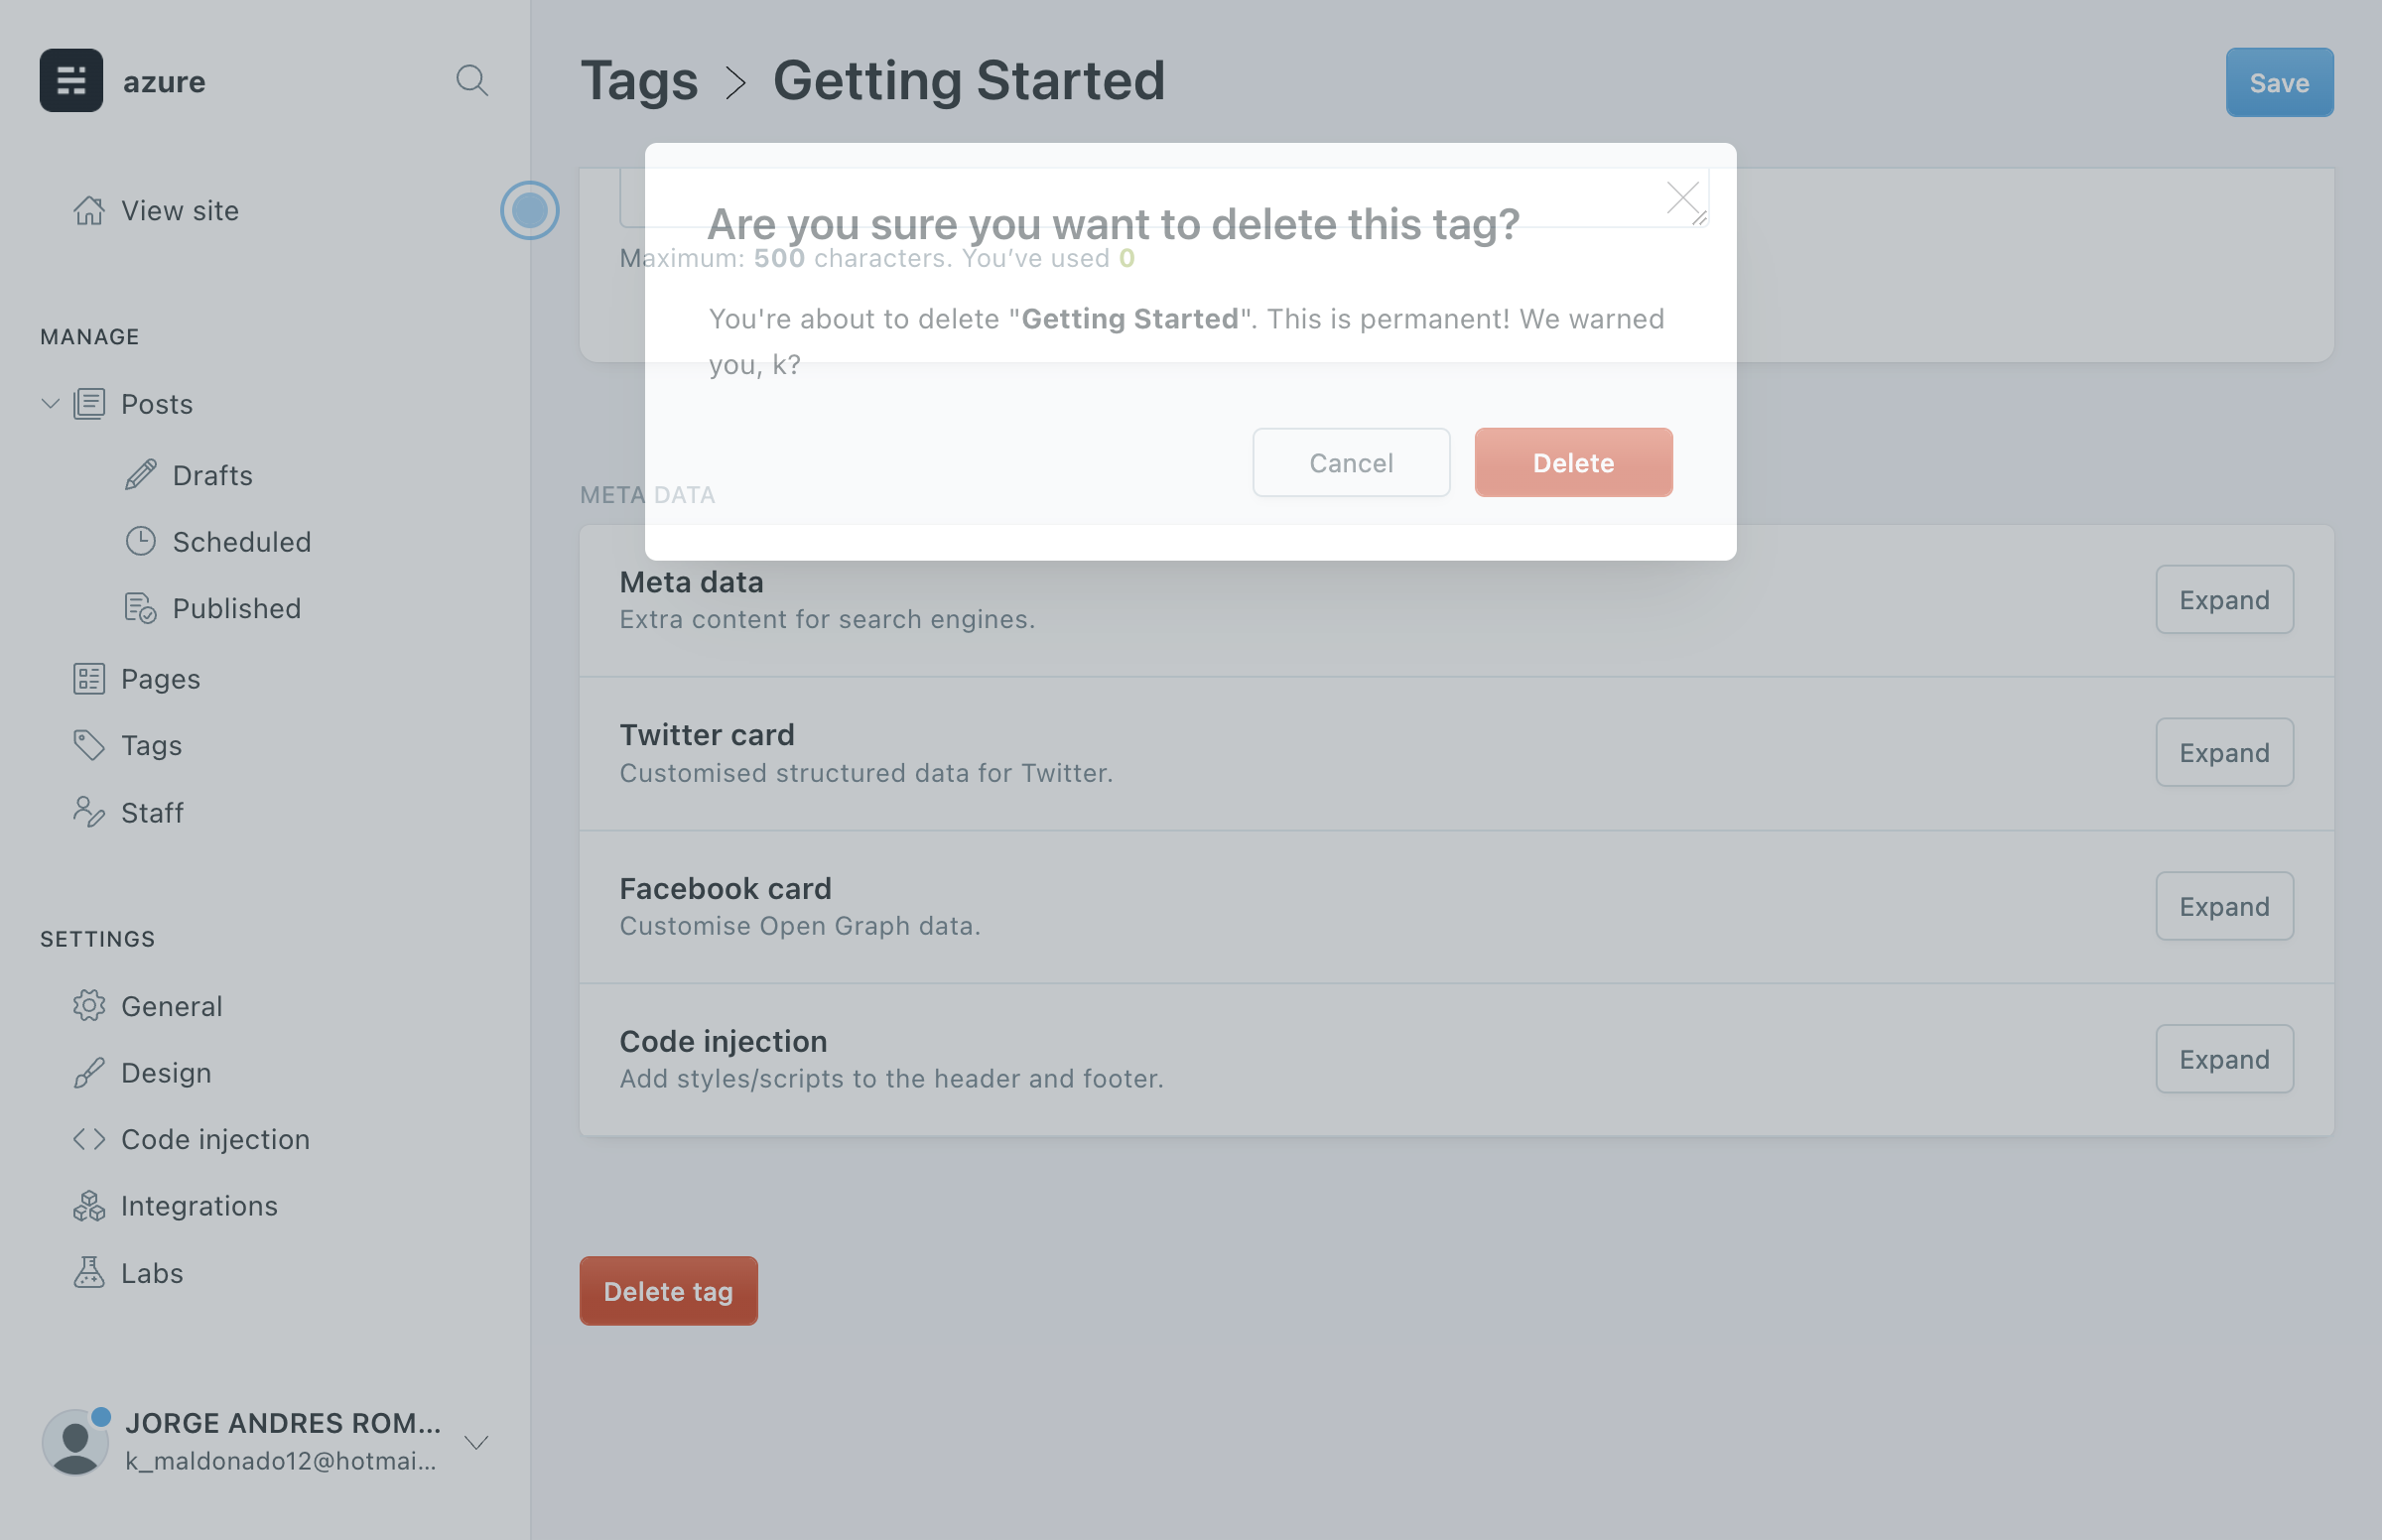 azure
View site
MANAGE
Posts
Drafts
Scheduled
Published
Pages
Tags
Staff
SETTINGS
General
Design
Code injection
Integrations
Labs
JORGE ANDRES ROM...
k_maldonado12@hotmai...
Tags > Getting Started
Save
Are you sure you want to delete this tag?
Maximum: 500 characters. You’ve used 0
You're about to delete "Getting Started". This is permanent! We warned
you, k?
Cancel
Delete
META DATA
Meta data
Extra content for search engines.
Expand
Twitter card
Customised structured data for Twitter.
Expand
Facebook card
Customise Open Graph data.
Expand
Code injection
Add styles/scripts to the header and footer.
Expand
Delete tag